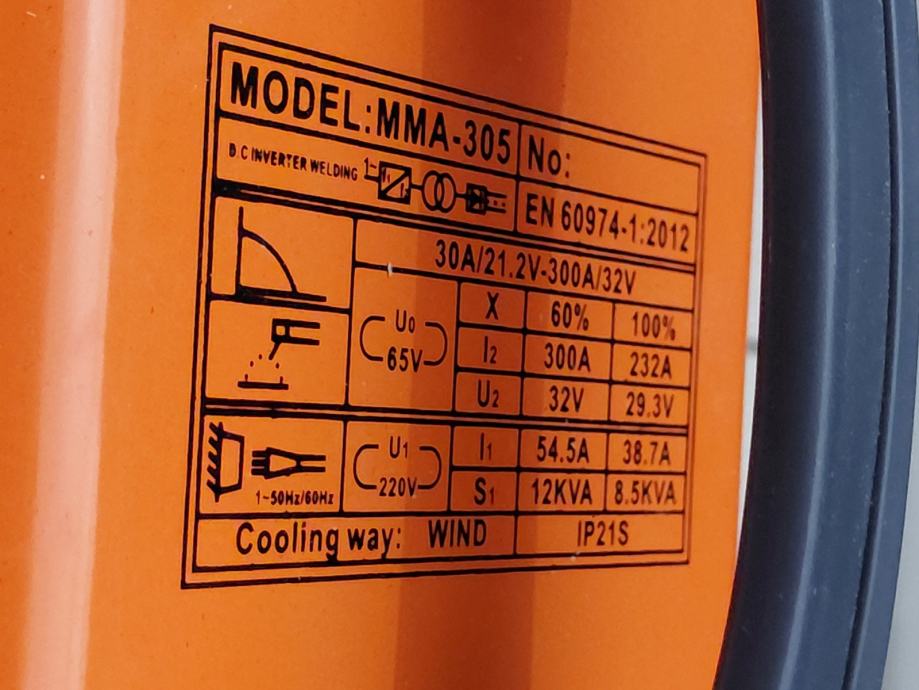 MODEL:MMA-305 No:
D.C INVERTER WELDING 1~ EN 60974-1:2012
30A/21.2V-300A/32V
X 60% 100%
U0 65V I2 300A 232A
U2 32V 29.3V
U1 220V I1 54.5A 38.7A
1~50Hz/60Hz S1 12KVA 8.5KVA
Cooling way: WIND IP21S